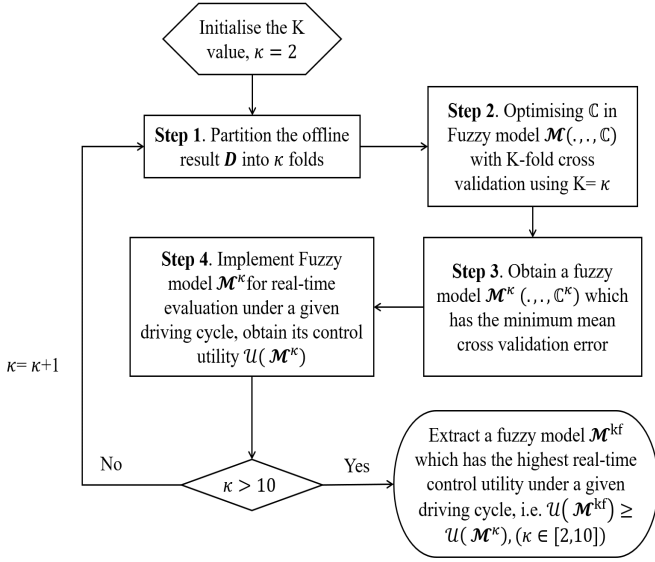 Initialise the K
value, κ = 2
Step 1. Partition the offline
result D into κ folds
Step 2. Optimising ℂ in
Fuzzy model ℳ(.,., ℂ)
with K-fold cross
validation using K= κ
Step 3. Obtain a fuzzy
model ℳ^κ (.,., ℂ^κ) which
has the minimum mean
cross validation error
Step 4. Implement Fuzzy
model ℳ^κ for real-time
evaluation under a given
driving cycle, obtain its control
utility 𝒰( ℳ^κ)
κ= κ+1
No
κ > 10
Yes
Extract a fuzzy model ℳ^kf
which has the highest real-time
control utility under a given
driving cycle, i.e. 𝒰( ℳ^kf) ≥
𝒰( ℳ^κ), (κ ∈ [2,10])